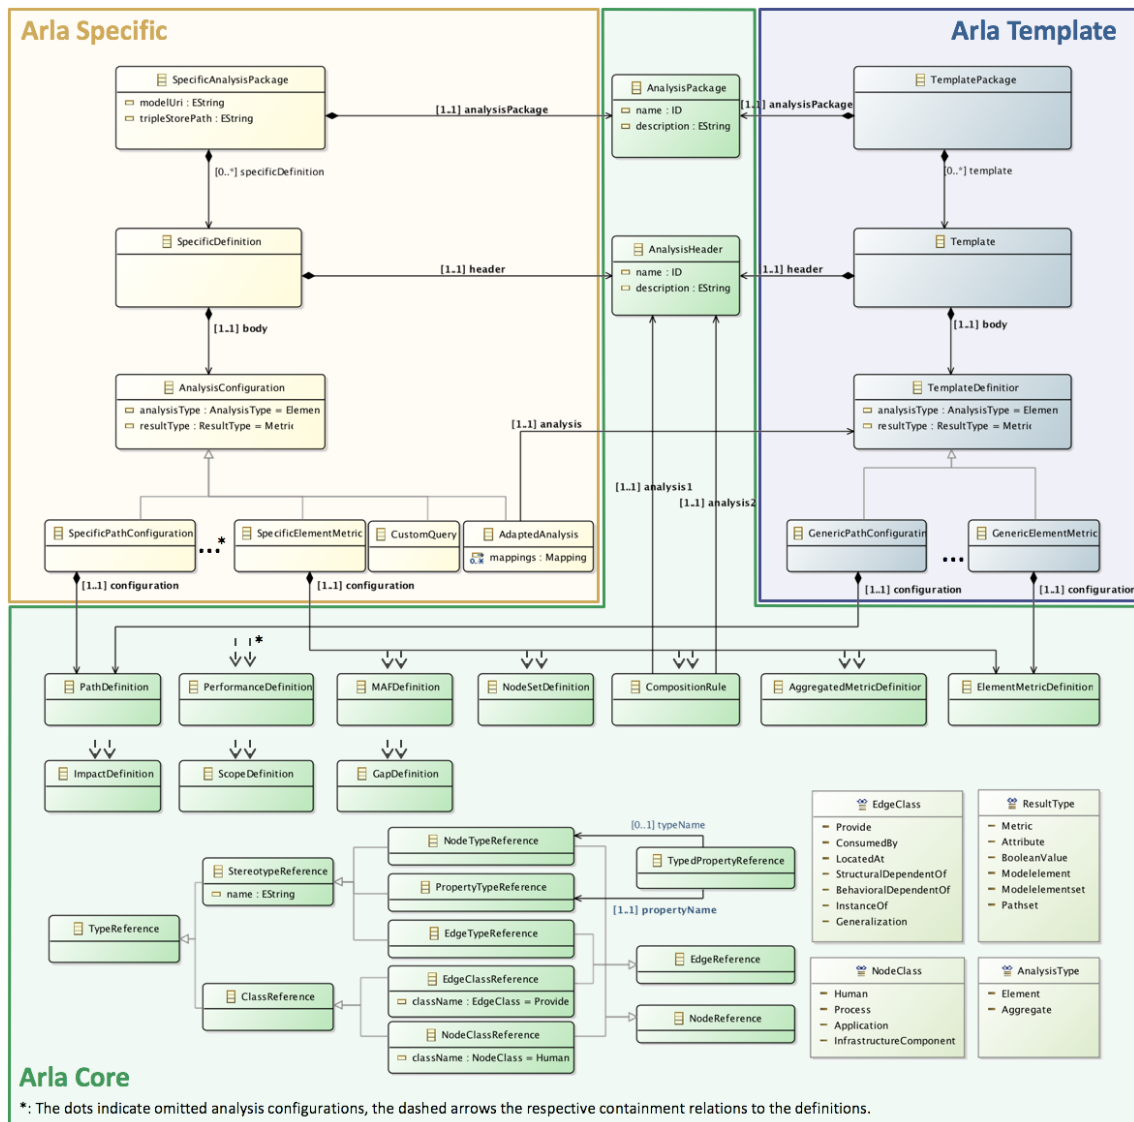 Arla Specific
Arla Template
SpecificAnalysisPackage
modelUri : EString
tripleStorePath : EString
[1..1] analysisPackage
AnalysisPackage
name : ID
description : EString
[1..1] analysisPackage
TemplatePackage
[0..*] specificDefinition
[0..*] template
SpecificDefinition
[1..1] header
AnalysisHeader
name : ID
description : EString
[1..1] header
Template
[1..1] body
[1..1] body
AnalysisConfiguration
analysisType : AnalysisType = Elemen
resultType : ResultType = Metric
TemplateDefinition
analysisType : AnalysisType = Elemen
resultType : ResultType = Metric
[1..1] analysis
[1..1] analysis1
[1..1] analysis2
SpecificPathConfiguration
...*
SpecificElementMetric
CustomQuery
AdaptedAnalysis
mappings : Mapping
GenericPathConfiguratin
...
GenericElementMetric
[1..1] configuration
[1..1] configuration
[1..1] configuration
[1..1] configuration
*
PathDefinition
PerformanceDefinition
MAFDefinition
NodeSetDefinition
CompositionRule
AggregatedMetricDefinition
ElementMetricDefinition
ImpactDefinition
ScopeDefinition
GapDefinition
NodeTypeReference
[0..1] typeName
TypedPropertyReference
StereotypeReference
name : EString
PropertyTypeReference
[1..1] propertyName
TypeReference
EdgeTypeReference
EdgeReference
ClassReference
EdgeClassReference
className : EdgeClass = Provide
NodeClassReference
className : NodeClass = Human
NodeReference
EdgeClass
Provide
ConsumedBy
LocatedAt
StructuralDependentOf
BehavioralDependentOf
InstanceOf
Generalization
ResultType
Metric
Attribute
BooleanValue
Modelelement
Modelelementset
Pathset
NodeClass
Human
Process
Application
InfrastructureComponent
AnalysisType
Element
Aggregate
Arla Core
*: The dots indicate omitted analysis configurations, the dashed arrows the respective containment relations to the definitions.